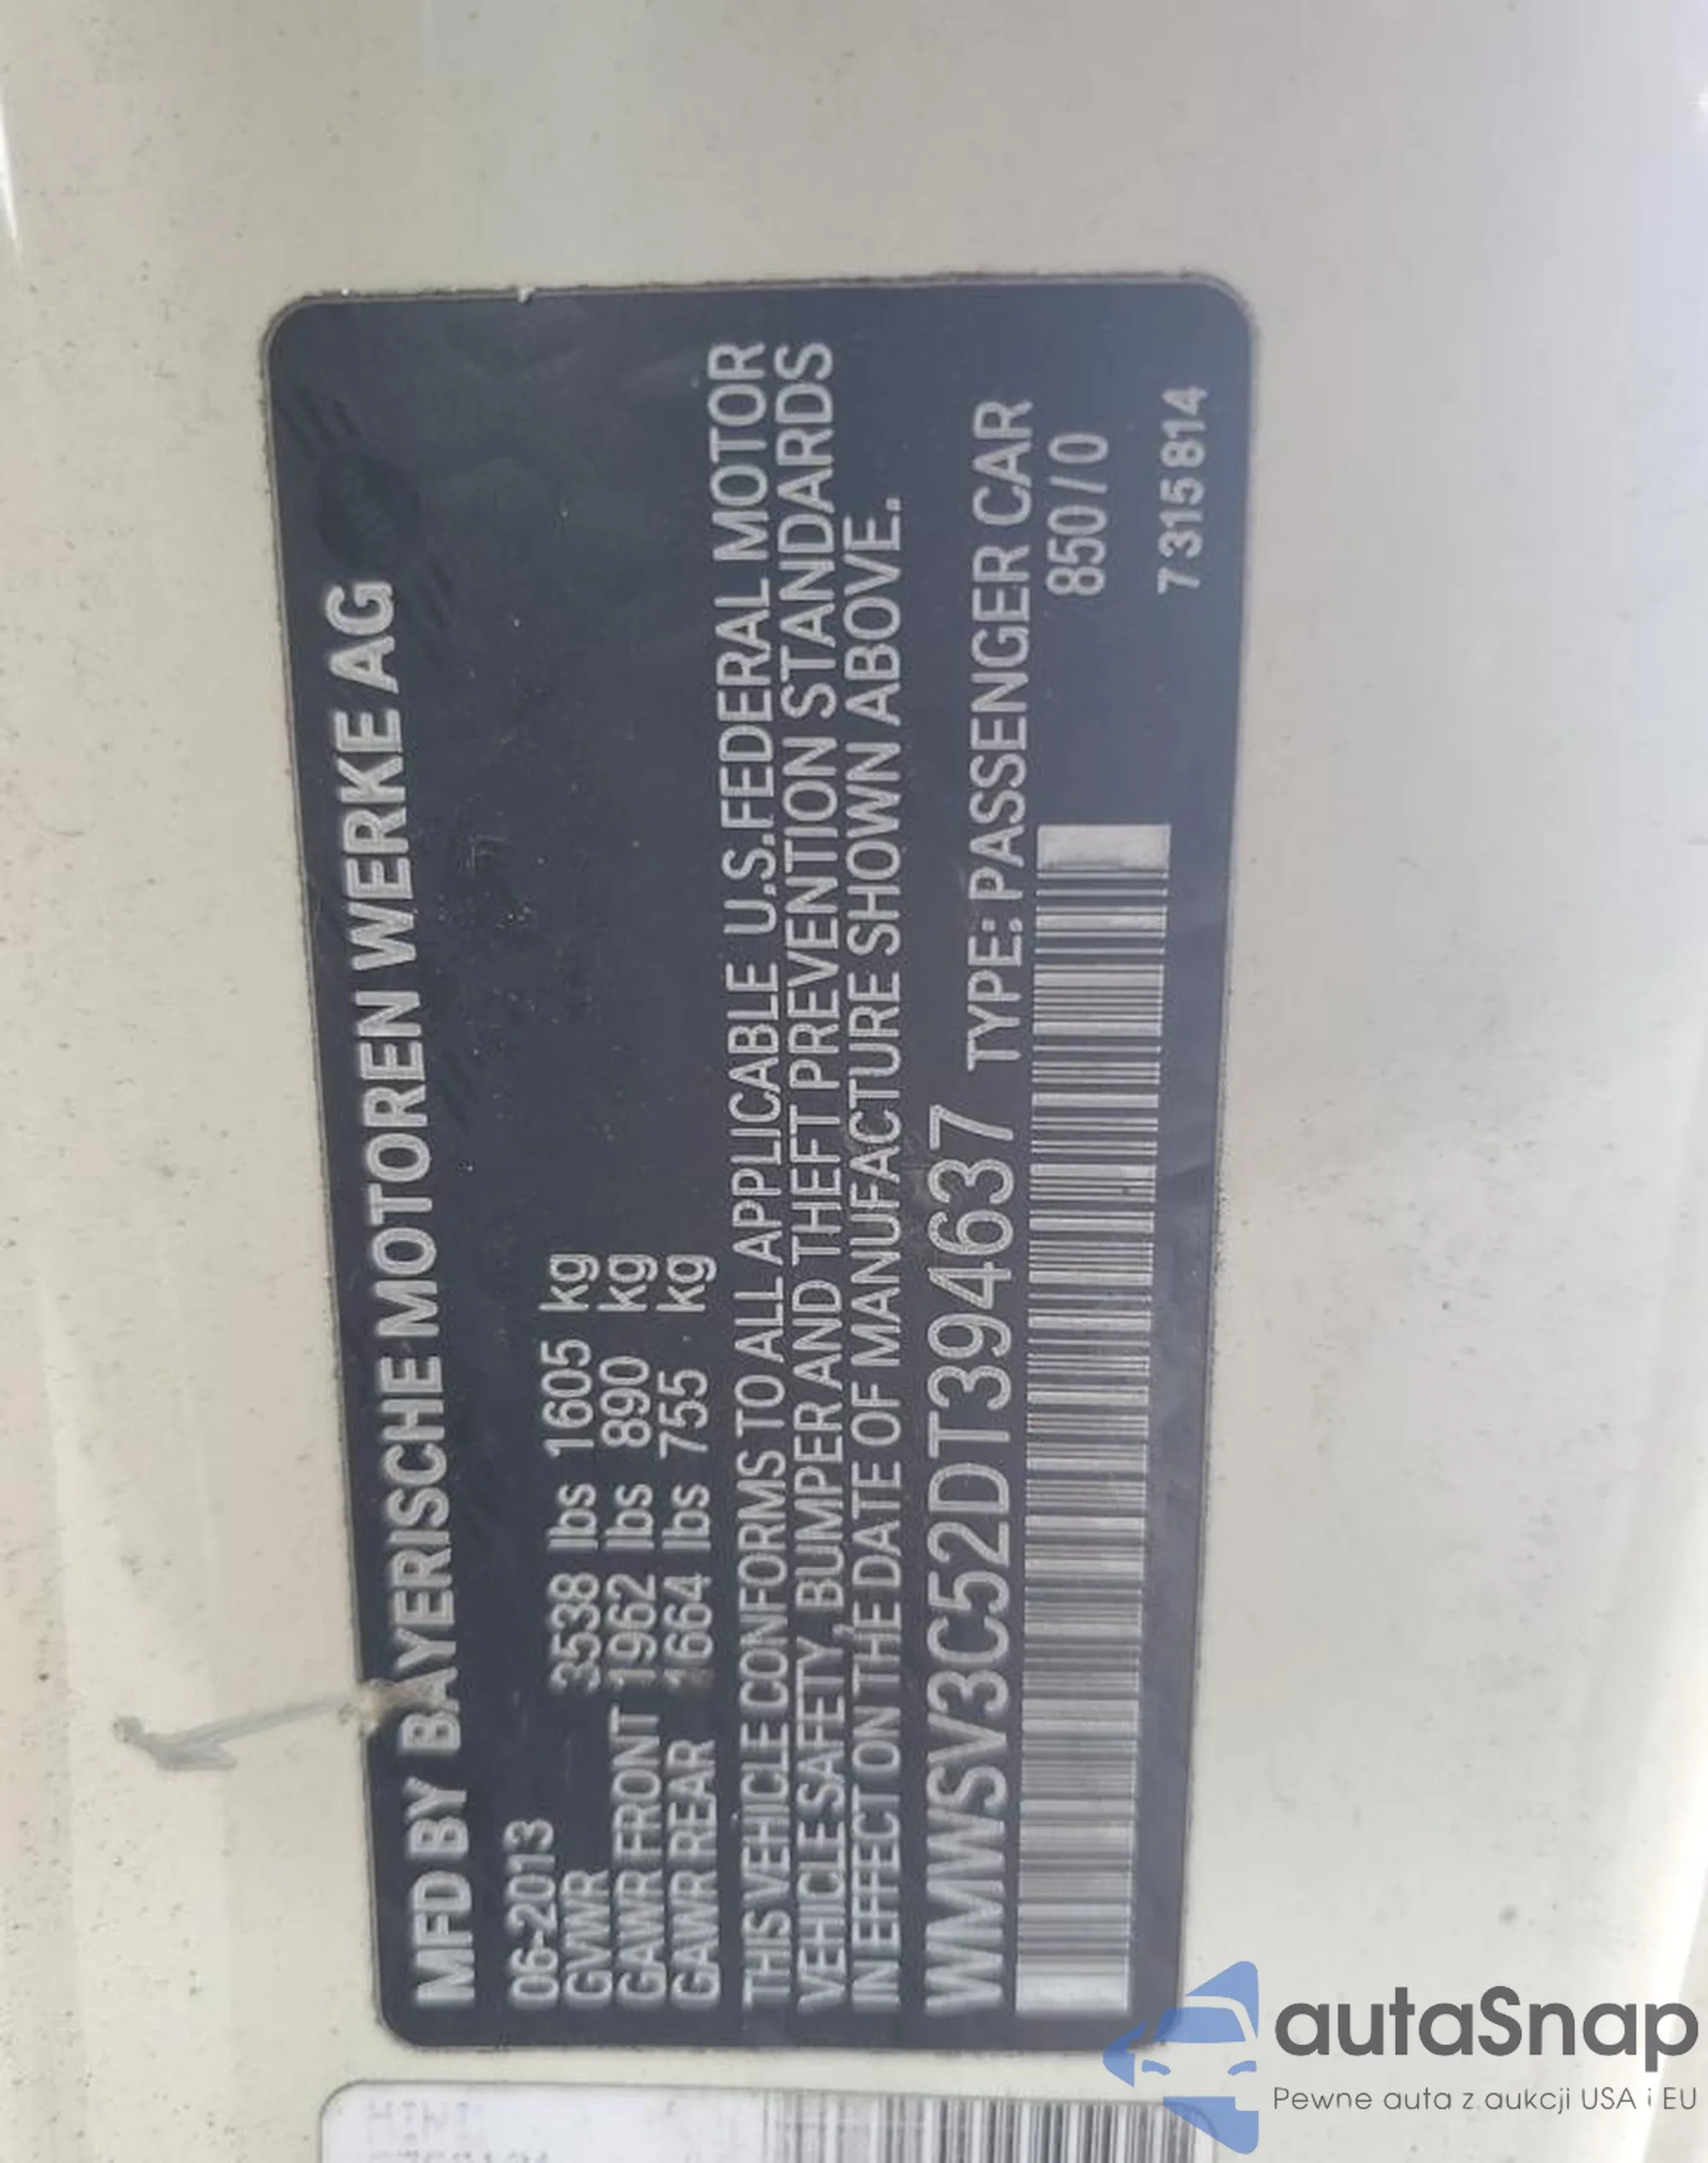 MFD BY BAYERISCHE MOTOREN WERKE AG
06-2013
GVWR 3538 lbs 1605 kg
GAWR FRONT 1962 lbs 890 kg
GAWR REAR 1664 lbs 755 kg
THIS VEHICLE CONFORMS TO ALL APPLICABLE U.S.FEDERAL MOTOR
VEHICLE SAFETY, BUMPER AND THEFT PREVENTION STANDARDS
IN EFFECT ON THE DATE OF MANUFACTURE SHOWN ABOVE.
WMWSV3C52DT394637 TYPE: PASSENGER CAR
850/0
7315814
autaSnap
Pewne auta z aukcji USA i EU